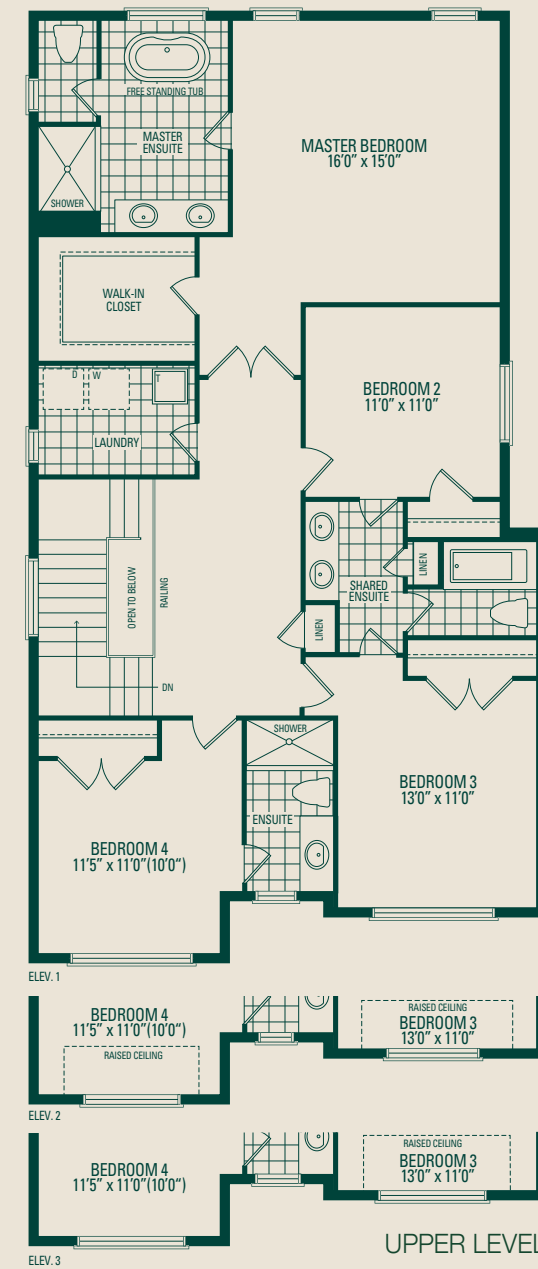 FREE STANDING TUB
MASTER
ENSUITE
MASTER BEDROOM
16'0" x 15'0"
SHOWER
WALK-IN
CLOSET
D
W
T
LAUNDRY
BEDROOM 2
11'0" x 11'0"
OPEN TO BELOW
RAILING
DN
LINEN
SHARED
ENSUITE
LINEN
SHOWER
ENSUITE
BEDROOM 3
13'0" x 11'0"
BEDROOM 4
11'5" x 11'0"(10'0")
ELEV. 1
BEDROOM 4
11'5" x 11'0"(10'0")
RAISED CEILING
RAISED CEILING
BEDROOM 3
13'0" x 11'0"
ELEV. 2
BEDROOM 4
11'5" x 11'0"(10'0")
RAISED CEILING
BEDROOM 3
13'0" x 11'0"
ELEV. 3
UPPER LEVEL